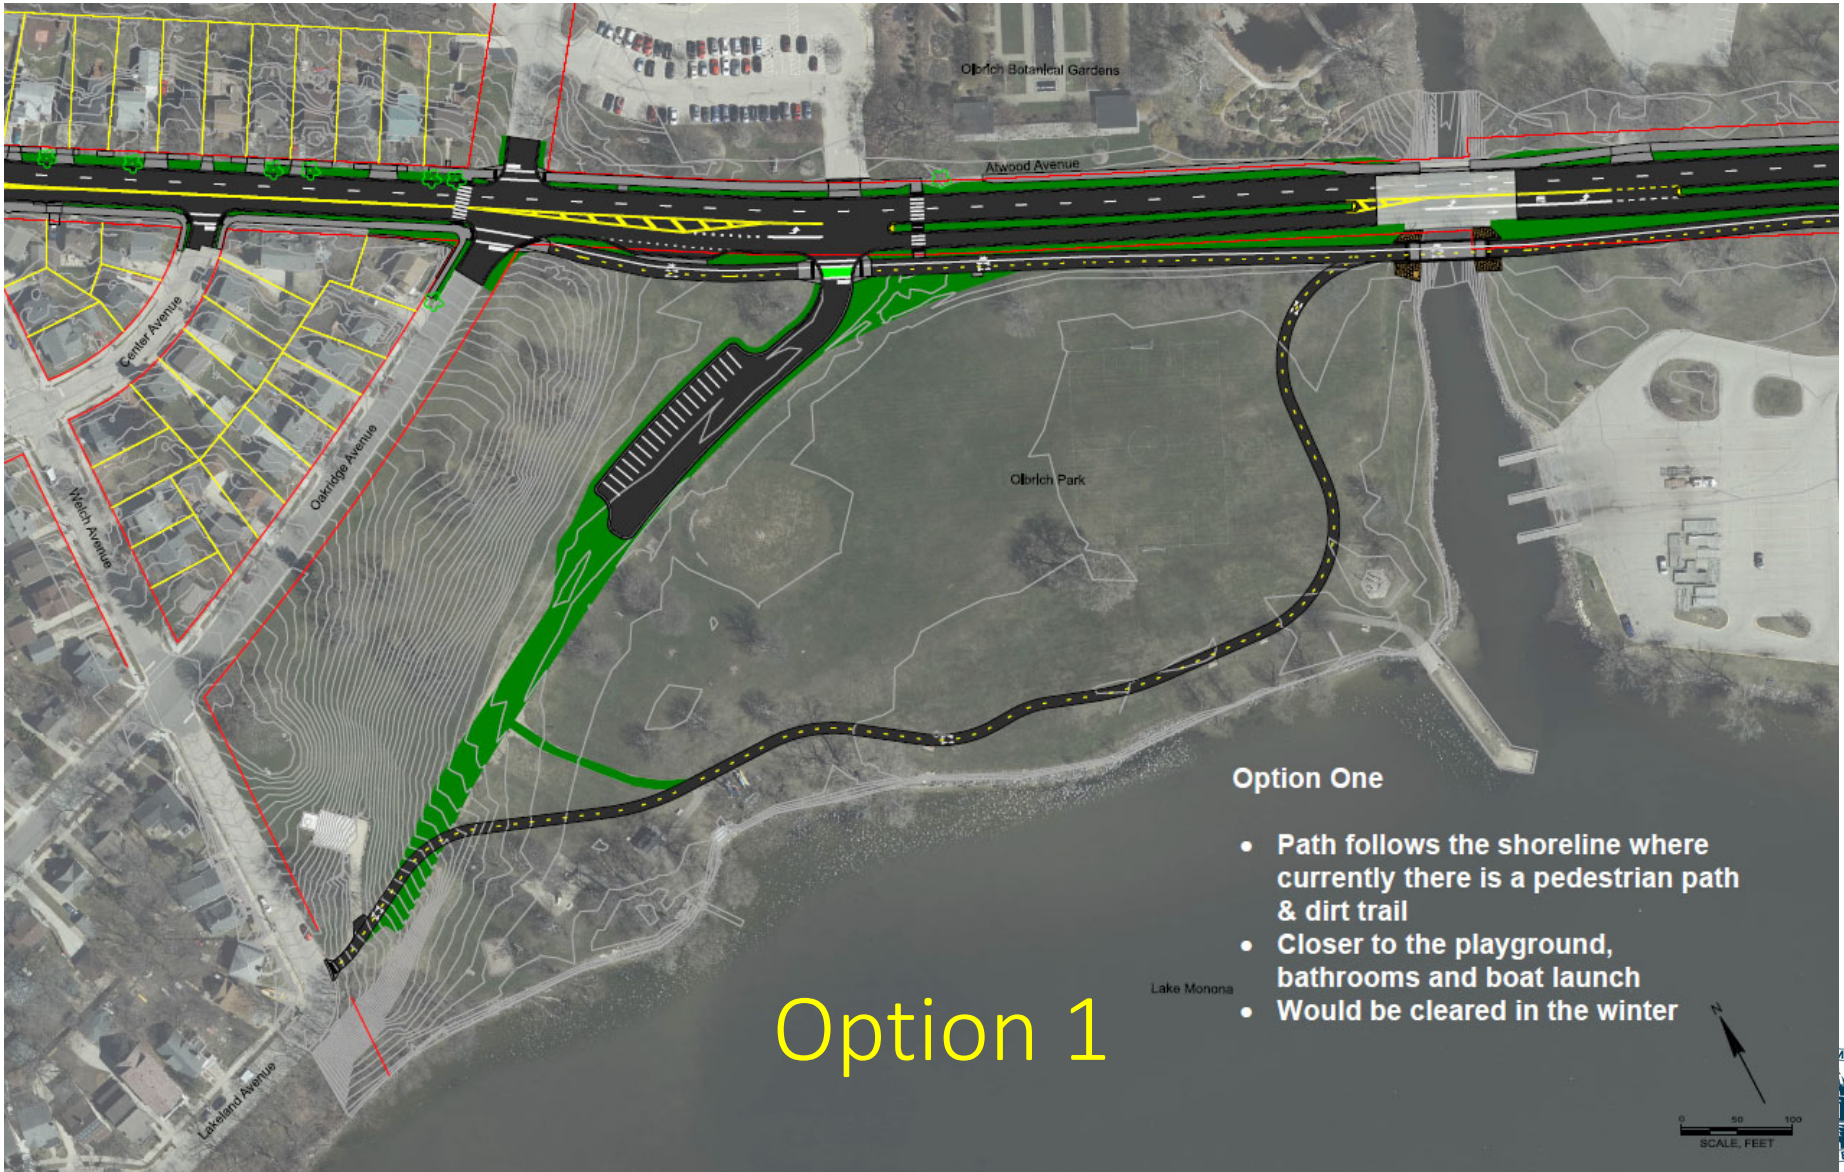 Olbrich Botanical Gardens
Atwood Avenue
Center Avenue
Oakridge Avenue
Welch Avenue
Olbrich Park
Lakeland Avenue
Lake Monona
Option One
• Path follows the shoreline where
currently there is a pedestrian path
& dirt trail
• Closer to the playground,
bathrooms and boat launch
• Would be cleared in the winter
Option 1
N
0 50 100
SCALE, FEET